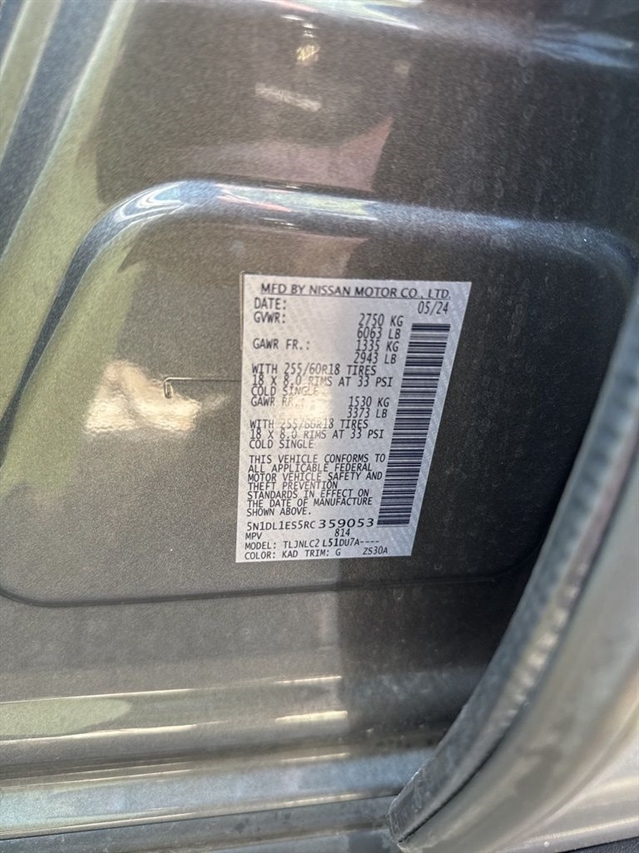 MFD BY NISSAN MOTOR CO., LTD.
DATE: 05/24
GVWR: 2750 KG
6063 LB
GAWR FR.: 1335 KG
2943 LB
WITH 255/60R18 TIRES
18 X 8.0 RIMS AT 33 PSI
COLD SINGLE
GAWR RR.: 1530 KG
3373 LB
WITH 255/60R18 TIRES
18 X 8.0 RIMS AT 33 PSI
COLD SINGLE
THIS VEHICLE CONFORMS TO
ALL APPLICABLE FEDERAL
MOTOR VEHICLE SAFETY AND
THEFT PREVENTION
STANDARDS IN EFFECT ON
THE DATE OF MANUFACTURE
SHOWN ABOVE.
5N1DL1ES5RC359053
MPV 814
MODEL: TLJNLC2 L51DU7A----
COLOR: KAD TRIM: G ZS30A